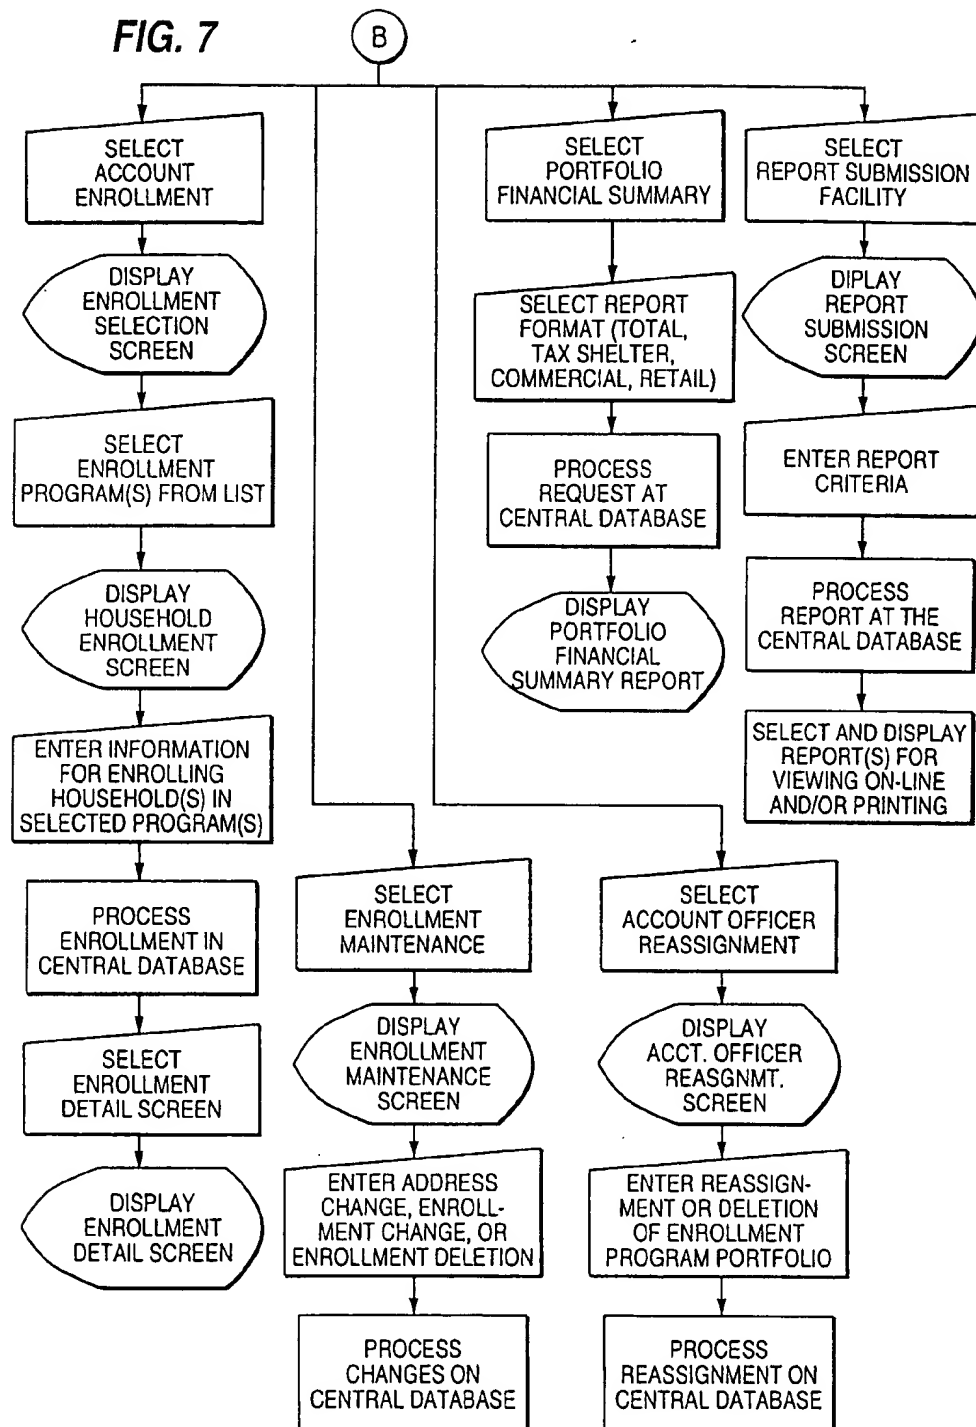 FIG. 7
B
SELECT
ACCOUNT
ENROLLMENT
DISPLAY
ENROLLMENT
SELECTION
SCREEN
SELECT
ENROLLMENT
PROGRAM(S) FROM LIST
DISPLAY
HOUSEHOLD
ENROLLMENT
SCREEN
ENTER INFORMATION
FOR ENROLLING
HOUSEHOLD(S) IN
SELECTED PROGRAM(S)
PROCESS
ENROLLMENT IN
CENTRAL DATABASE
SELECT
ENROLLMENT
DETAIL SCREEN
DISPLAY
ENROLLMENT
DETAIL SCREEN
SELECT
ENROLLMENT
MAINTENANCE
DISPLAY
ENROLLMENT
MAINTENANCE
SCREEN
ENTER ADDRESS
CHANGE, ENROLL-
MENT CHANGE, OR
ENROLLMENT DELETION
PROCESS
CHANGES ON
CENTRAL DATABASE
SELECT
ACCOUNT OFFICER
REASSIGNMENT
DISPLAY
ACCT. OFFICER
REASGNMT.
SCREEN
ENTER REASSIGN-
MENT OR DELETION
OF ENROLLMENT
PROGRAM PORTFOLIO
PROCESS
REASSIGNMENT ON
CENTRAL DATABASE
SELECT
PORTFOLIO
FINANCIAL SUMMARY
SELECT REPORT
FORMAT (TOTAL,
TAX SHELTER,
COMMERCIAL, RETAIL)
PROCESS
REQUEST AT
CENTRAL DATABASE
DISPLAY
PORTFOLIO
FINANCIAL
SUMMARY REPORT
SELECT
REPORT SUBMISSION
FACILITY
DIPLAY
REPORT
SUBMISSION
SCREEN
ENTER REPORT
CRITERIA
PROCESS
REPORT AT THE
CENTRAL DATABASE
SELECT AND DISPLAY
REPORT(S) FOR
VIEWING ON-LINE
AND/OR PRINTING